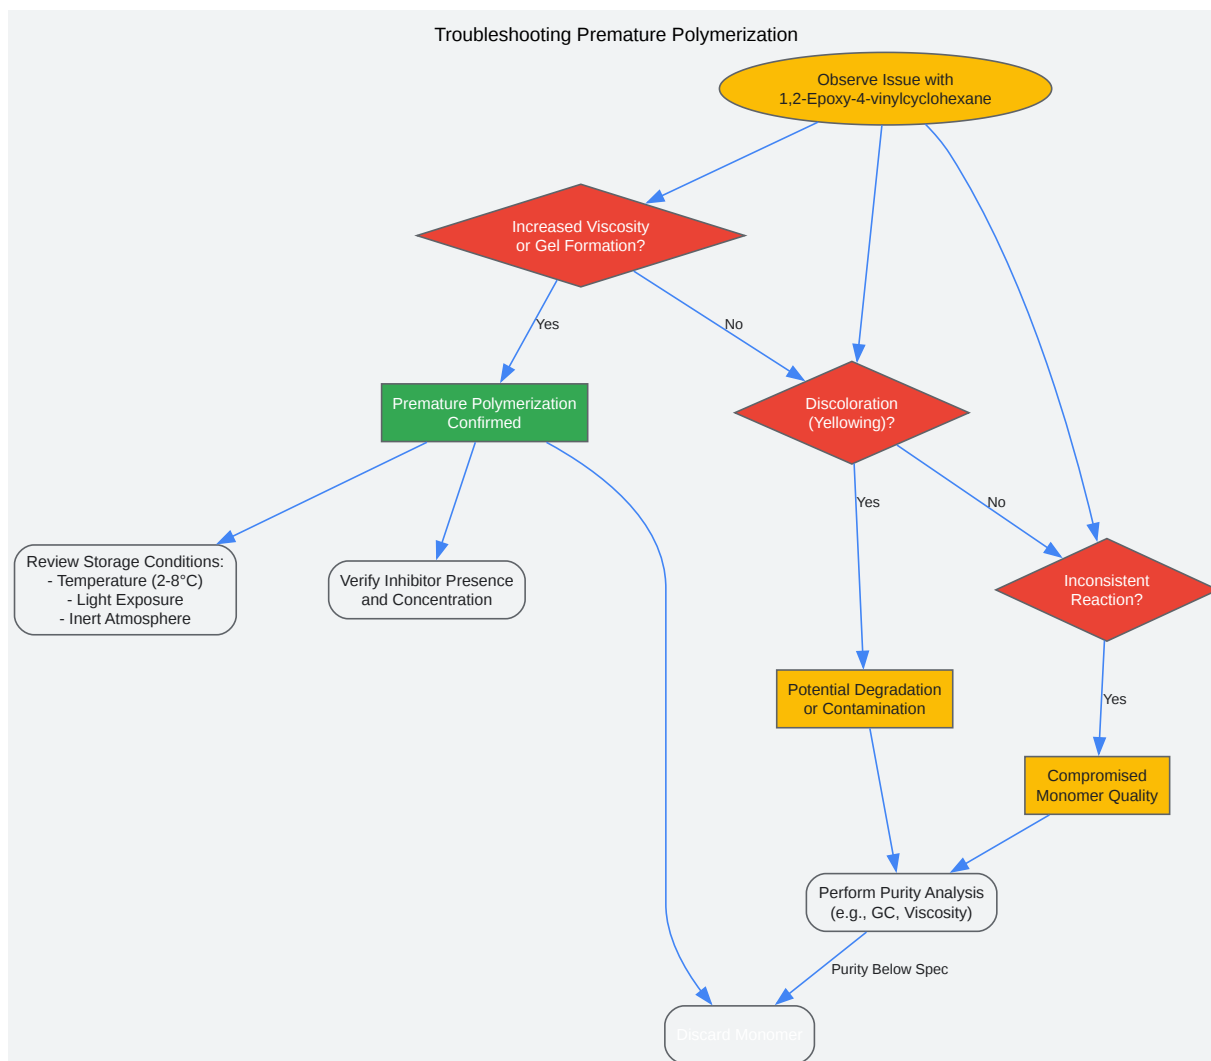 Troubleshooting Premature Polymerization
Observe Issue with
1,2-Epoxy-4-vinylcyclohexane
Increased Viscosity
or Gel Formation?
Yes
No
Premature Polymerization
Confirmed
Discoloration
(Yellowing)?
Yes
No
Review Storage Conditions:
- Temperature (2-8°C)
- Light Exposure
- Inert Atmosphere
Verify Inhibitor Presence
and Concentration
Inconsistent
Reaction?
Yes
Potential Degradation
or Contamination
Compromised
Monomer Quality
Perform Purity Analysis
(e.g., GC, Viscosity)
Purity Below Spec
Discard Monomer